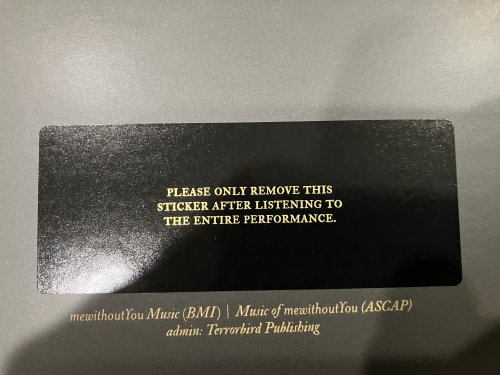 PLEASE ONLY REMOVE THIS
STICKER AFTER LISTENING TO
THE ENTIRE PERFORMANCE.
mewithoutYou Music (BMI) | Music of mewithoutYou (ASCAP)
admin: Terrorbird Publishing